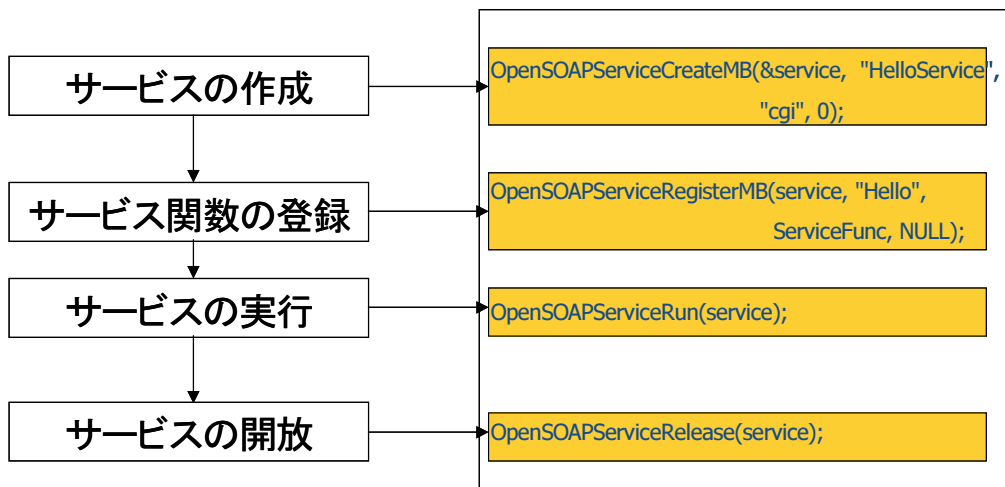 サービスの作成
OpenSOAPServiceCreateMB(&service, "HelloService",
"cgi", 0);
サービス関数の登録
OpenSOAPServiceRegisterMB(service, "Hello",
ServiceFunc, NULL);
サービスの実行
OpenSOAPServiceRun(service);
サービスの開放
OpenSOAPServiceRelease(service);